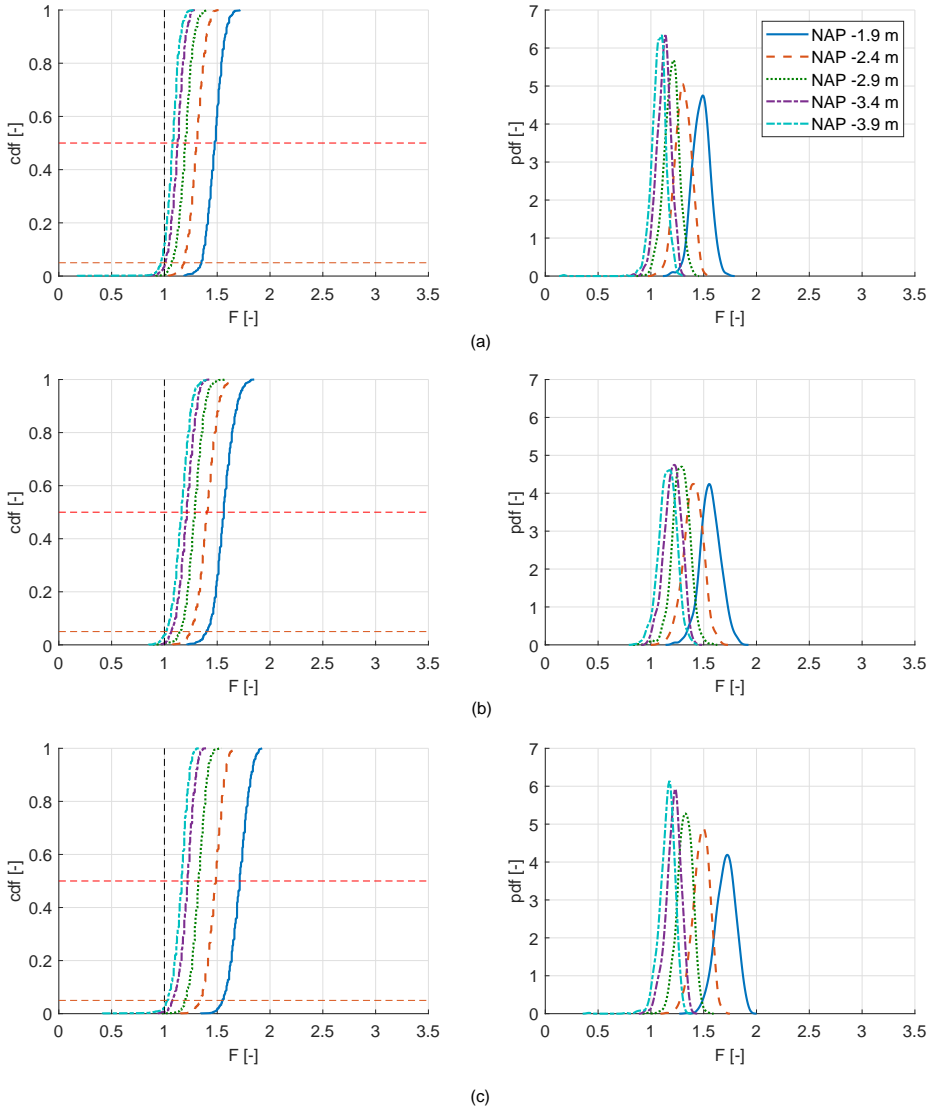 1
0.8
0.6
0.4
0.2
0
cdf [-]
0 0.5 1 1.5 2 2.5 3 3.5
F [-]
7
6
5
4
3
2
1
0
pdf [-]
0 0.5 1 1.5 2 2.5 3 3.5
F [-]
NAP -1.9 m
NAP -2.4 m
NAP -2.9 m
NAP -3.4 m
NAP -3.9 m
(a)
1
0.8
0.6
0.4
0.2
0
cdf [-]
0 0.5 1 1.5 2 2.5 3 3.5
F [-]
7
6
5
4
3
2
1
0
pdf [-]
0 0.5 1 1.5 2 2.5 3 3.5
F [-]
(b)
1
0.8
0.6
0.4
0.2
0
cdf [-]
0 0.5 1 1.5 2 2.5 3 3.5
F [-]
7
6
5
4
3
2
1
0
pdf [-]
0 0.5 1 1.5 2 2.5 3 3.5
F [-]
(c)